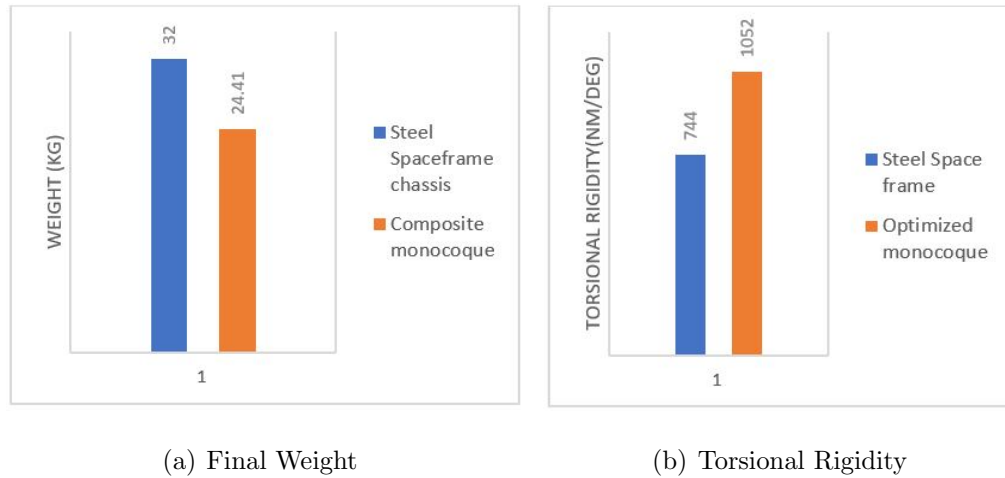 32
24.41
WEIGHT (KG)
Steel
Spaceframe
chassis
Composite
monocoque
1
(a) Final Weight
1052
744
TORSIONAL RIGIDITY(NM/DEG)
Steel Space
frame
Optimized
monocoque
1
(b) Torsional Rigidity